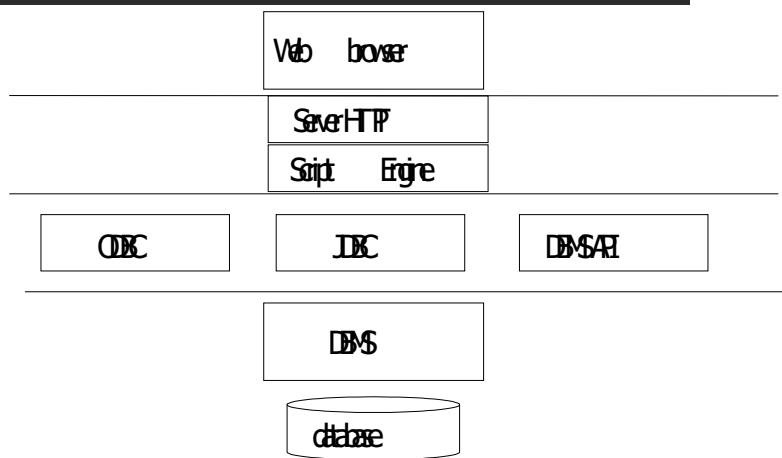 Web browser
Server HTTP
Script Engine
ODBC JDBC DBMS API
DBMS
database